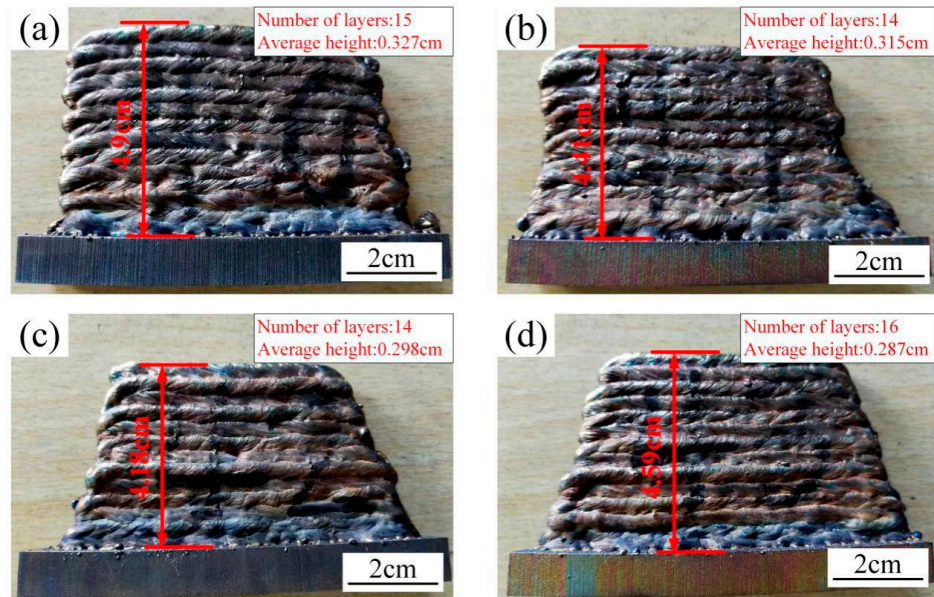 (a)
Number of layers:15
Average height:0.327cm
4.9cm
2cm
(b)
Number of layers:14
Average height:0.315cm
4.41cm
2cm
(c)
Number of layers:14
Average height:0.298cm
4.18cm
2cm
(d)
Number of layers:16
Average height:0.287cm
4.59cm
2cm